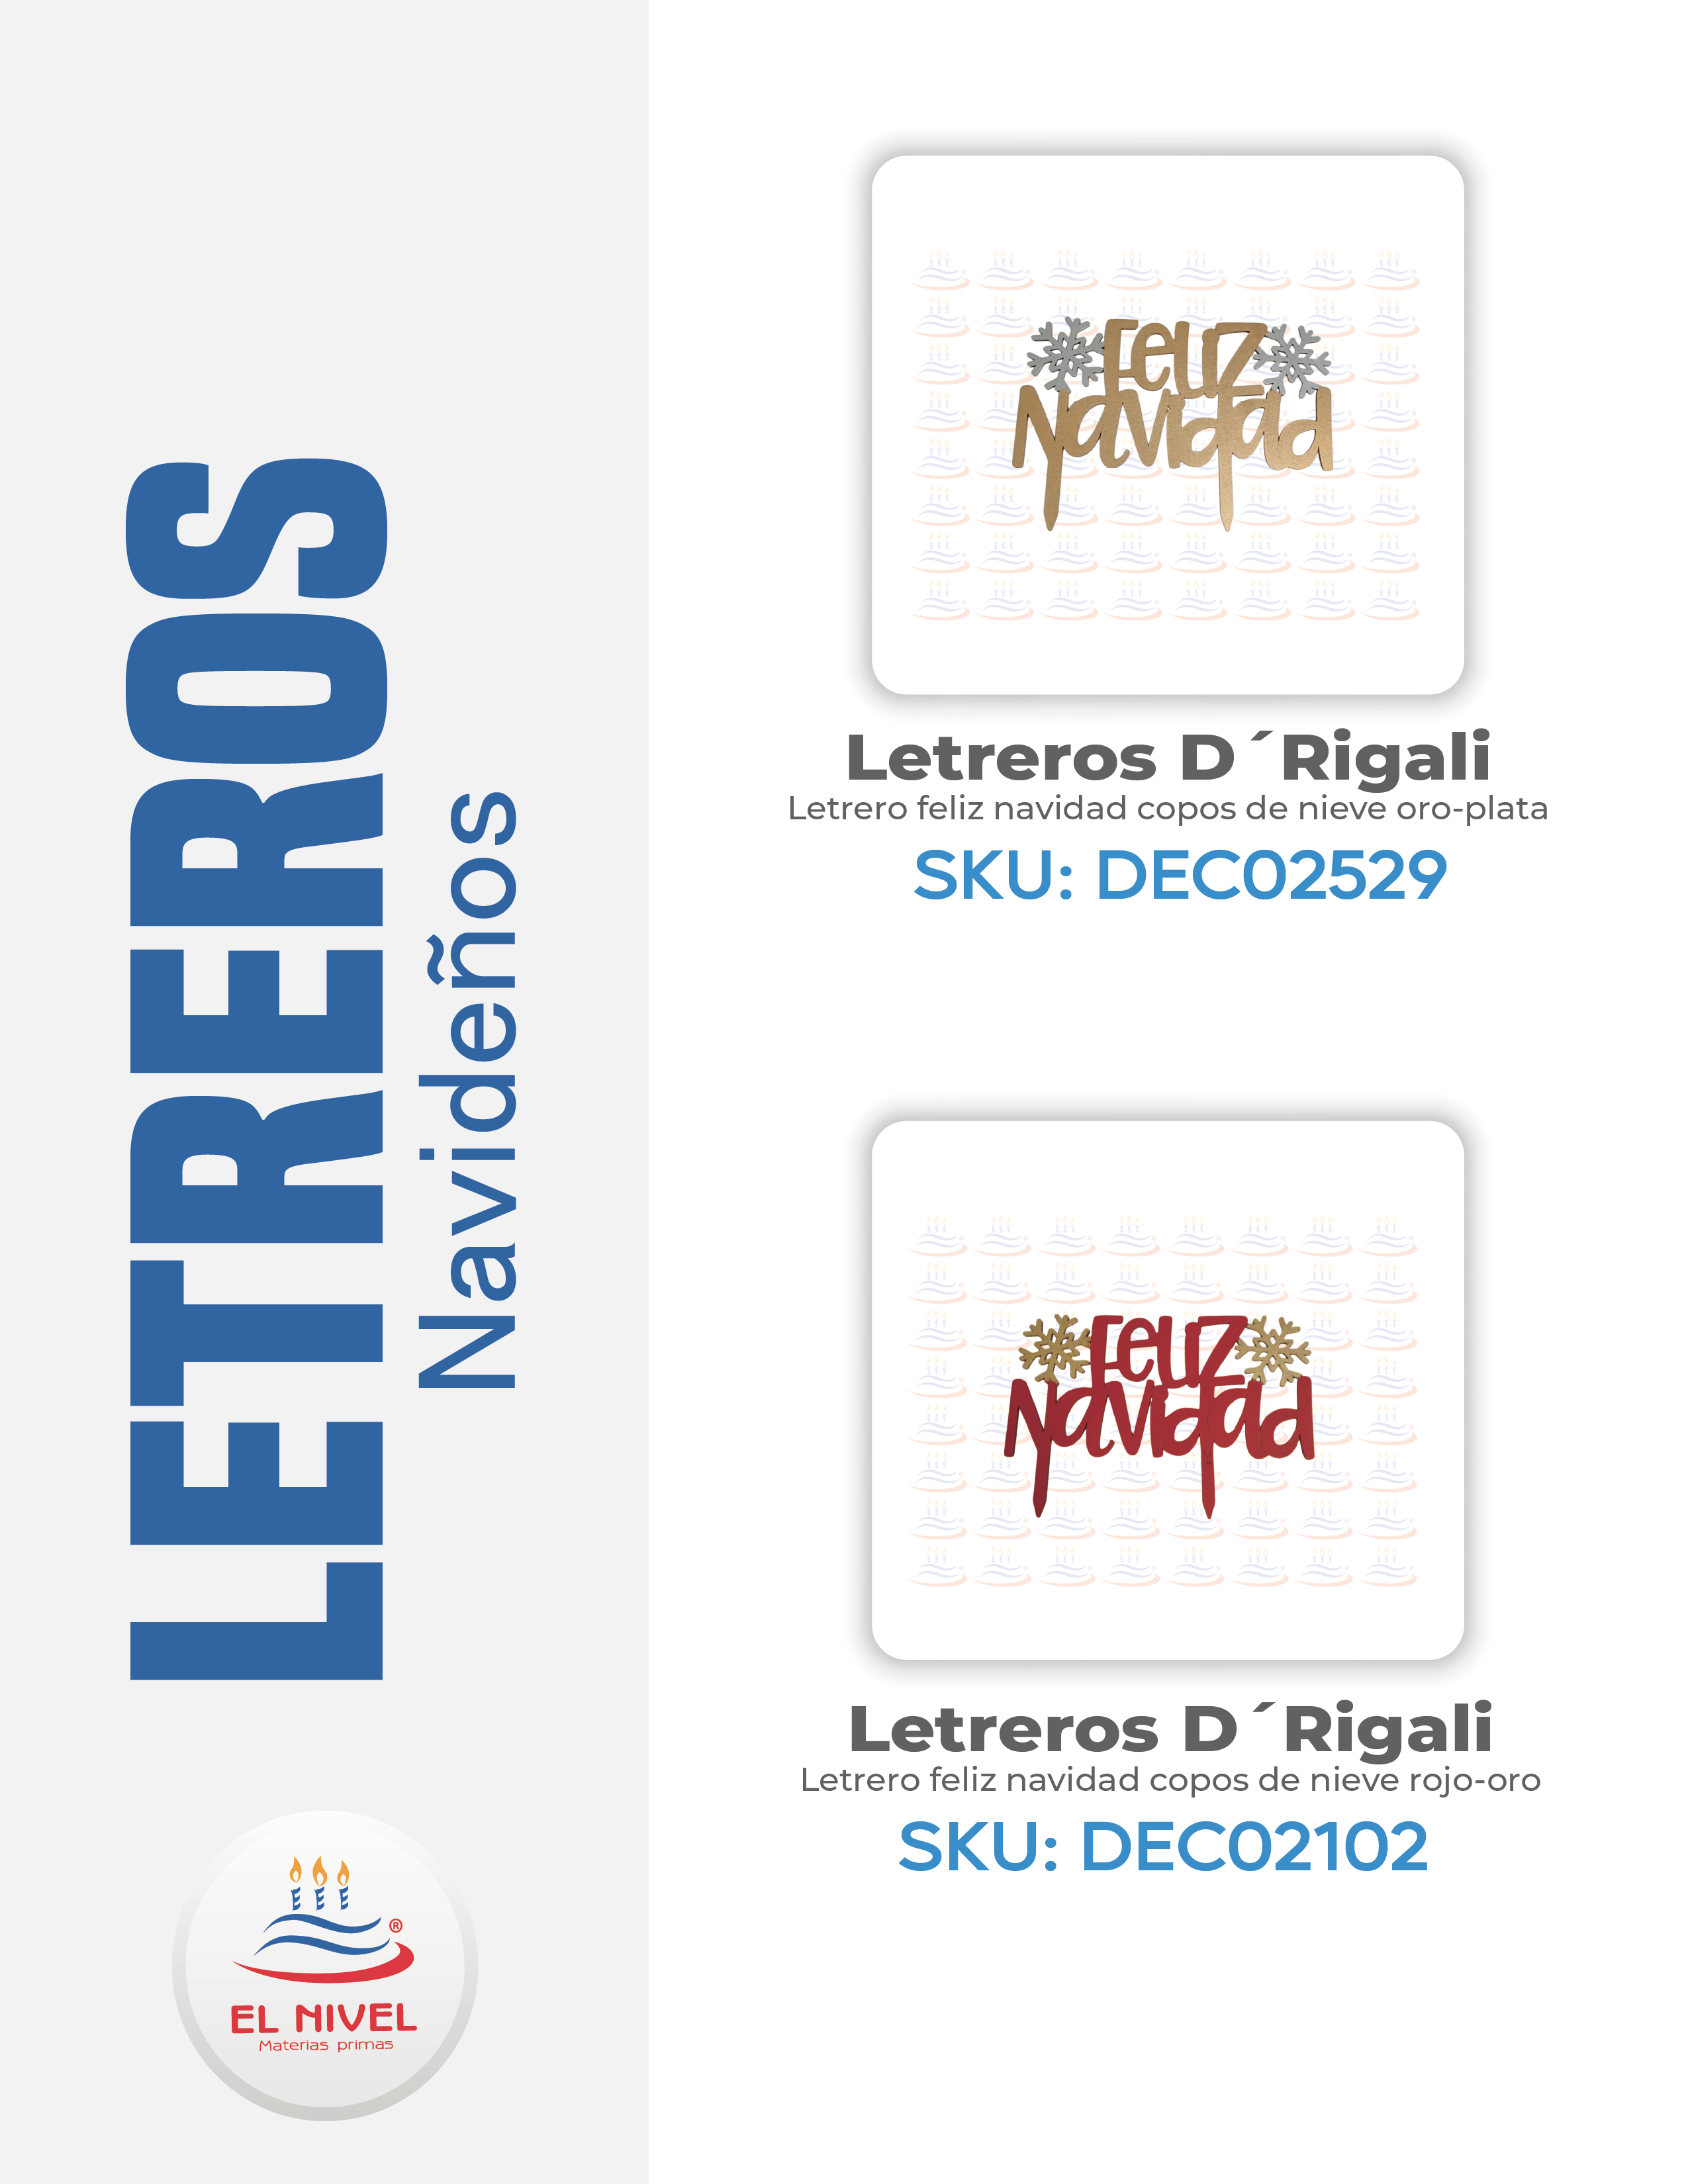 LETREROS
Navideños
FELIZ
NaVidad
Letreros D´Rigali
Letrero feliz navidad copos de nieve oro-plata
SKU: DEC02529
FELIZ
NaVidad
Letreros D´Rigali
Letrero feliz navidad copos de nieve rojo-oro
SKU: DEC02102
®
EL NIVEL
Materias primas